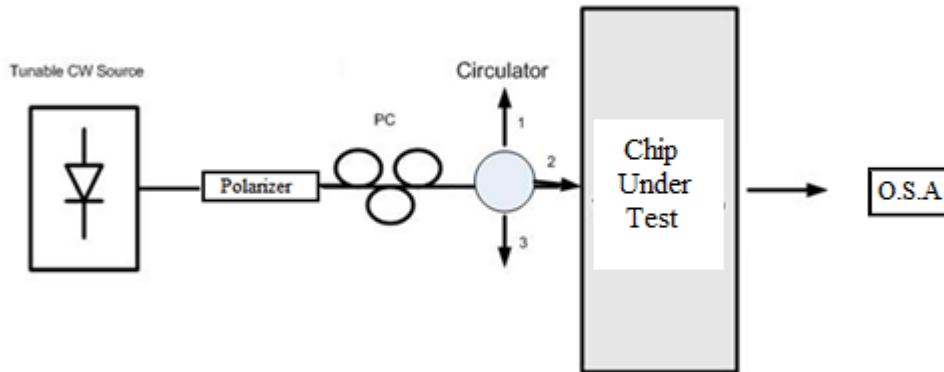 Tunable CW Source
Polarizer
PC
Circulator
1
2
3
Chip
Under
Test
O.S.A